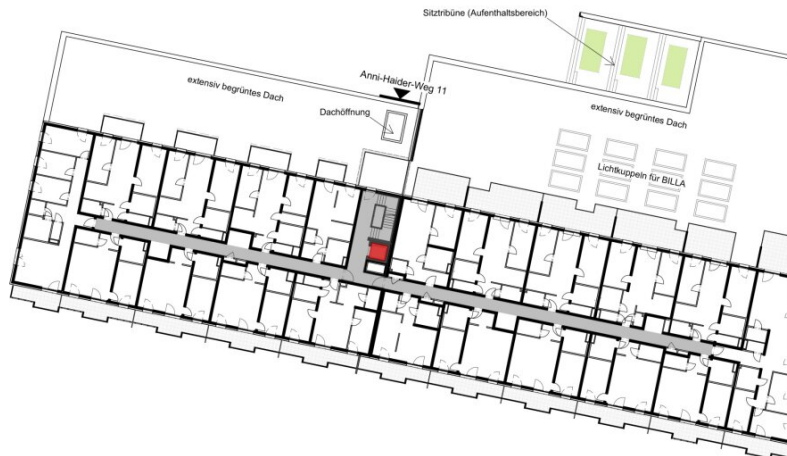 Sitztribüne (Aufenthaltsbereich)
Anni-Haider-Weg 11
extensiv begrüntes Dach
Dachöffnung
extensiv begrüntes Dach
Lichtkuppeln für BILLA